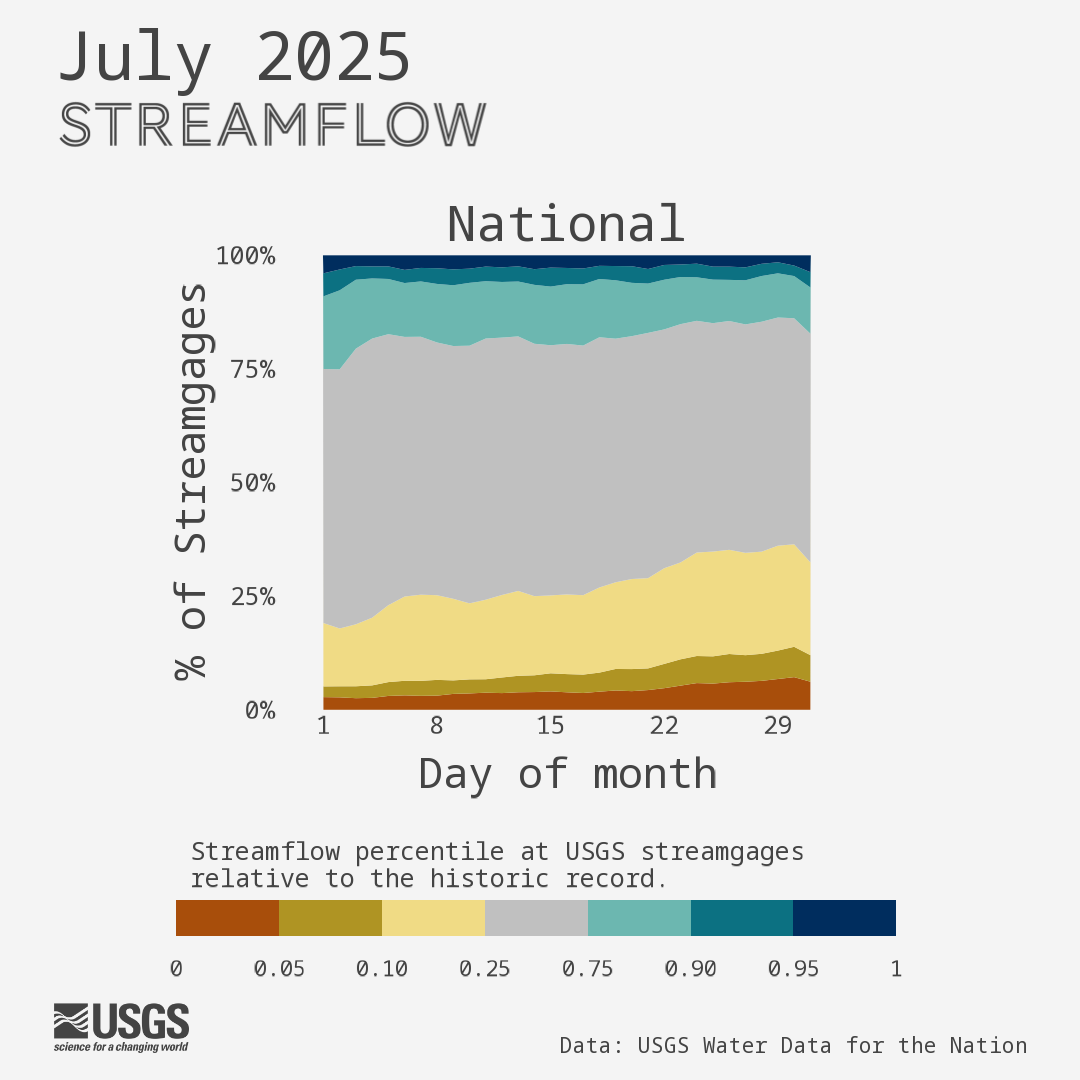 July 2025
STREAMFLOW
National
100%
75%
50%
25%
0%
% of Streamgages
1 8 15 22 29
Day of month
Streamflow percentile at USGS streamgages
relative to the historic record.
0 0.05 0.10 0.25 0.75 0.90 0.95 1
USGS
science for a changing world
Data: USGS Water Data for the Nation